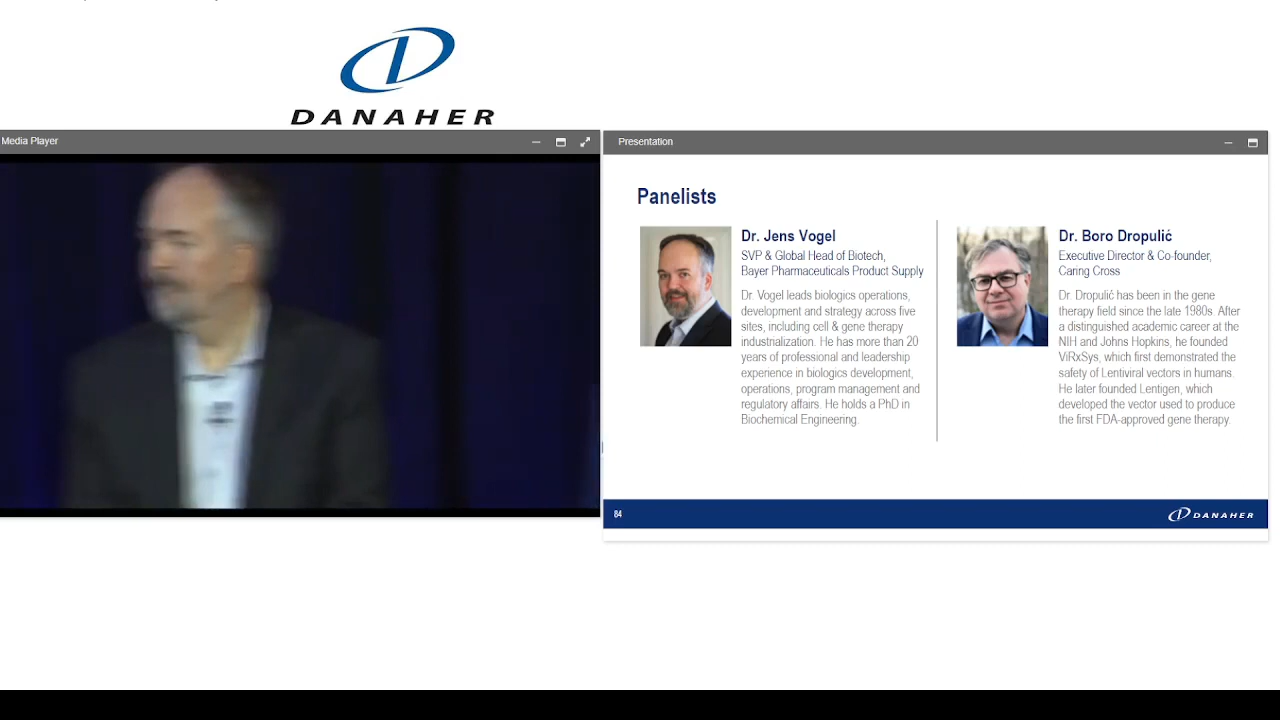 DANAHER
Media Player
Presentation
Panelists
Dr. Jens Vogel
SVP & Global Head of Biotech,
Bayer Pharmaceuticals Product Supply
Dr. Vogel leads biologics operations,
development and strategy across five
sites, including cell & gene therapy
industrialization. He has more than 20
years of professional and leadership
experience in biologics development,
operations, program management and
regulatory affairs. He holds a PhD in
Biochemical Engineering.
Dr. Boro Dropulić
Executive Director & Co-founder,
Caring Cross
Dr. Dropulić has been in the gene
therapy field since the late 1980s. After
a distinguished academic career at the
NIH and Johns Hopkins, he founded
ViRxSys, which first demonstrated the
safety of Lentiviral vectors in humans.
He later founded Lentigen, which
developed the vector used to produce
the first FDA-approved gene therapy.
84
DANAHER